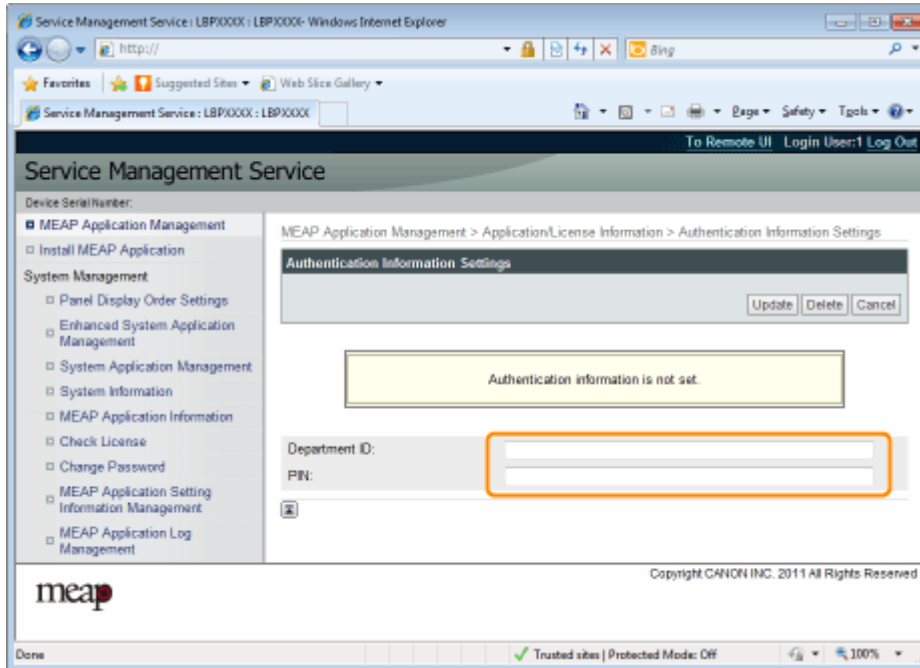 Service Management Service : LBPXXXX : LBPXXXX- Windows Internet Explorer
http://
Bing
Favorites Suggested Sites Web Slice Gallery
Service Management Service : LBPXXXX : LBPXXXX
Page Safety Tools
To Remote UI Login User:1 Log Out
Service Management Service
Device Serial Number:
MEAP Application Management
Install MEAP Application
System Management
Panel Display Order Settings
Enhanced System Application
Management
System Application Management
System Information
MEAP Application Information
Check License
Change Password
MEAP Application Setting
Information Management
MEAP Application Log
Management
MEAP Application Management > Application/License Information > Authentication Information Settings
Authentication Information Settings
Update Delete Cancel
Authentication information is not set.
Department ID:
PIN:
Copyright CANON INC. 2011 All Rights Reserved
meap
Done Trusted sites | Protected Mode: Off 100%